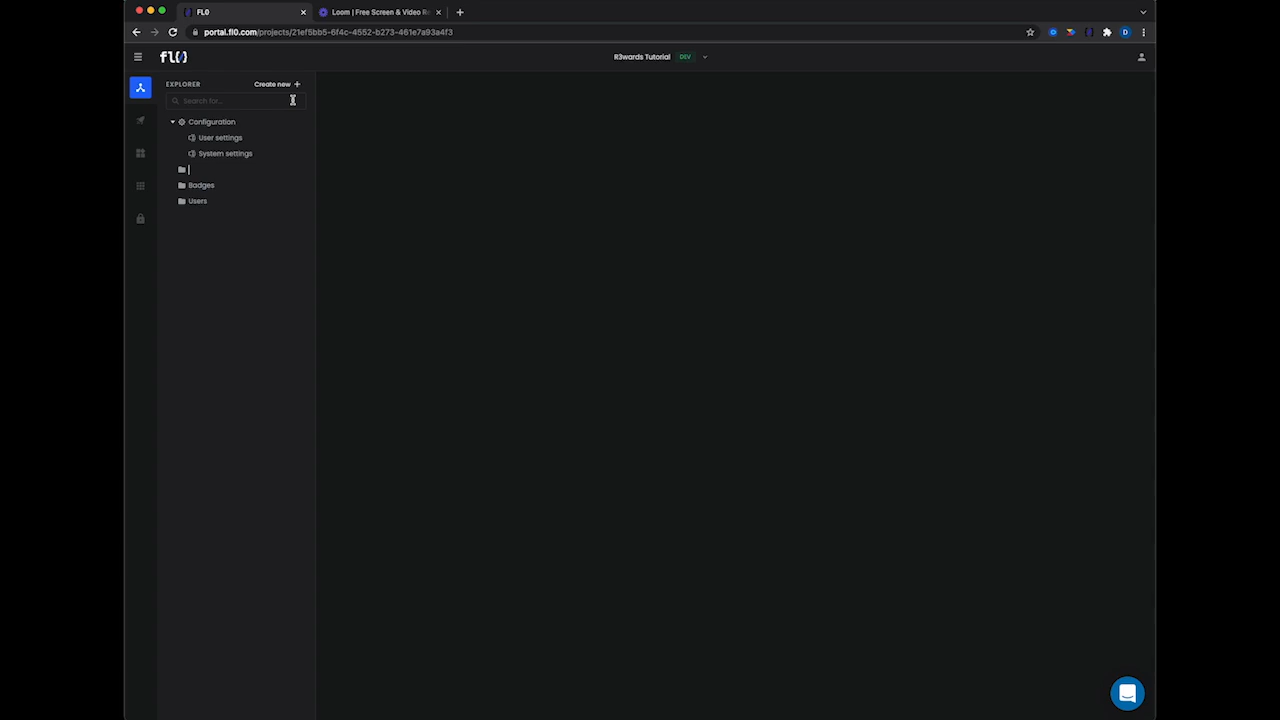 FL0
Loom | Free Screen & Video Re
portal.fl0.com/projects/21ef5bb5-6f4c-4552-b273-461e7a93a4f3
D
fl0
R3wards Tutorial DEV
EXPLORER Create new +
Search for...
Configuration
User settings
System settings
Badges
Users